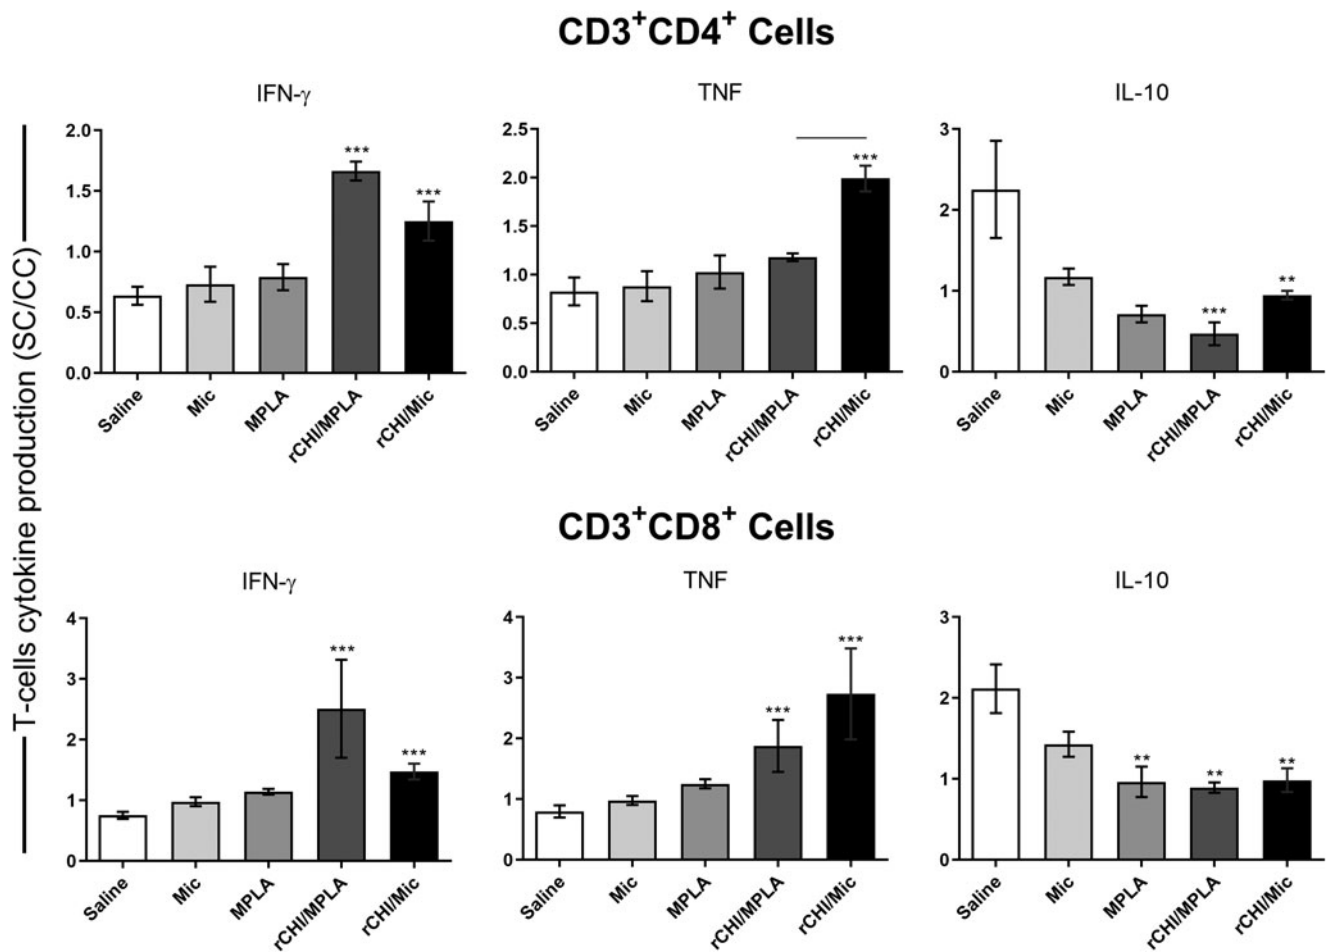 CD3⁺CD4⁺ Cells
T-cells cytokine production (SC/CC)
IFN-γ
2.0
1.5
1.0
0.5
0.0
***
***
Saline
Mic
MPLA
rCHI/MPLA
rCHI/Mic
TNF
2.5
2.0
1.5
1.0
0.5
0.0
***
Saline
Mic
MPLA
rCHI/MPLA
rCHI/Mic
IL-10
3
2
1
0
***
**
Saline
Mic
MPLA
rCHI/MPLA
rCHI/Mic
CD3⁺CD8⁺ Cells
IFN-γ
4
3
2
1
0
***
***
Saline
Mic
MPLA
rCHI/MPLA
rCHI/Mic
TNF
4
3
2
1
0
***
***
Saline
Mic
MPLA
rCHI/MPLA
rCHI/Mic
IL-10
3
2
1
0
**
**
**
Saline
Mic
MPLA
rCHI/MPLA
rCHI/Mic